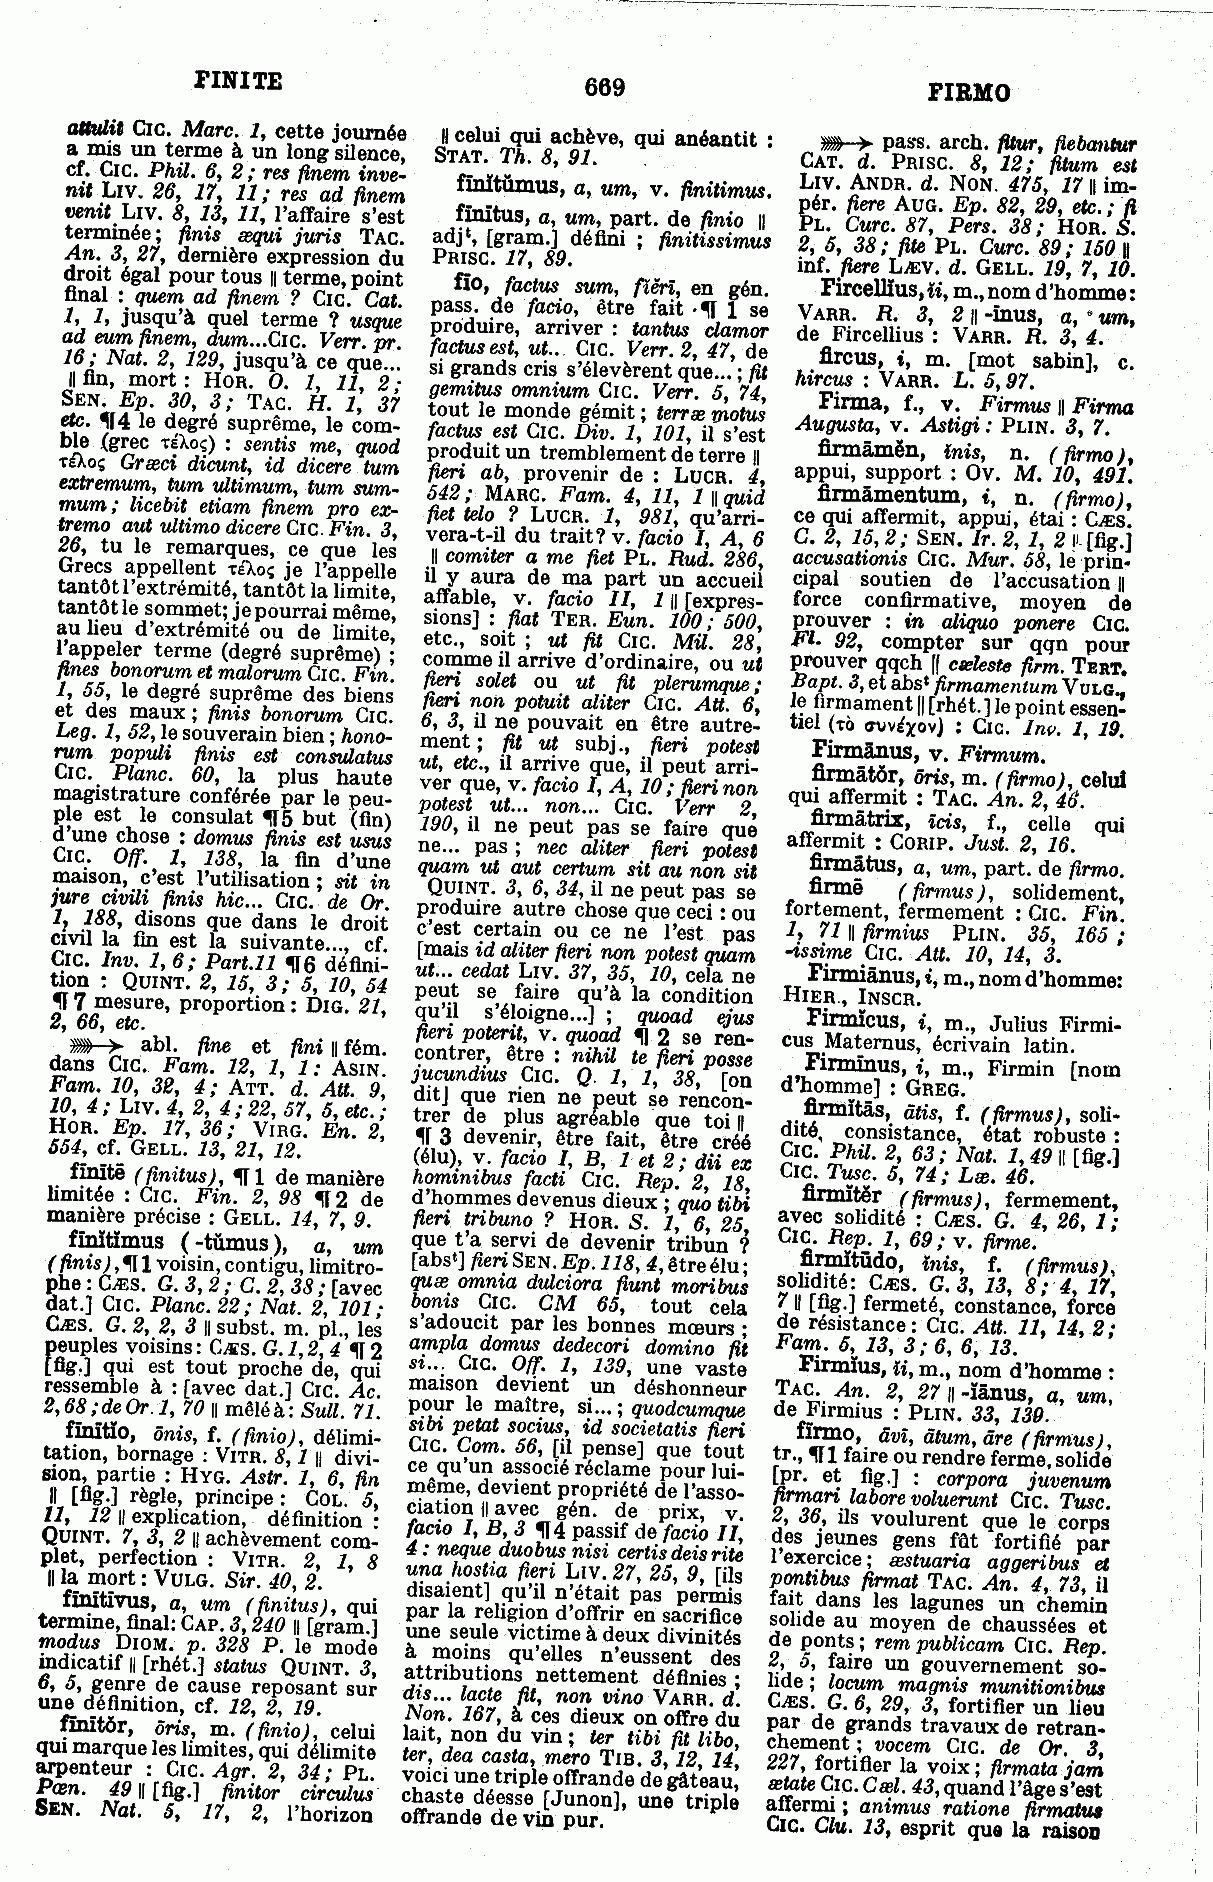 FINITE
669
FIRMO
attulit CIC. Marc. 1, cette journée
a mis un terme à un long silence,
cf. CIC. Phil. 6, 2 ; res finem inve-
nit LIV. 26, 17, 11 ; res ad finem
venit LIV. 8, 13, 11, l'affaire s'est
terminée ; finis æqui juris TAC.
An. 3, 27, dernière expression du
droit égal pour tous || terme, point
final : quem ad finem ? CIC. Cat.
1, 1, jusqu'à quel terme ? usque
ad eum finem, dum...CIC. Verr. pr.
16 ; Nat. 2, 129, jusqu'à ce que...
|| fin, mort : HOR. O. 1, 11, 2 ;
SEN. Ep. 30, 3 ; TAC. H. 1, 37
etc. ¶ 4 le degré suprême, le com-
ble (grec τέλος) : sentis me, quod
τέλος Græci dicunt, id dicere tum
extremum, tum ultimum, tum sum-
mum ; licebit etiam finem pro ex-
tremo aut ultimo dicere CIC. Fin. 3,
26, tu le remarques, ce que les
Grecs appellent τέλος je l'appelle
tantôt l'extrémité, tantôt la limite,
tantôt le sommet; je pourrai même,
au lieu d'extrémité ou de limite,
l'appeler terme (degré suprême) ;
fines bonorum et malorum CIC. Fin.
1, 55, le degré suprême des biens
et des maux ; finis bonorum CIC.
Leg. 1, 52, le souverain bien ; hono-
rum populi finis est consulatus
CIC. Planc. 60, la plus haute
magistrature conférée par le peu-
ple est le consulat ¶ 5 but (fin)
d'une chose : domus finis est usus
CIC. Off. 1, 138, la fin d'une
maison, c'est l'utilisation ; sit in
jure civili finis hic... CIC. de Or.
1, 188, disons que dans le droit
civil la fin est la suivante..., cf.
CIC. Inv. 1, 6 ; Part. 11 ¶ 6 défini-
tion : QUINT. 2, 15, 3 ; 5, 10, 54
¶ 7 mesure, proportion : DIG. 21,
2, 66, etc.
»»→ abl. fine et fini || fém.
dans CIC. Fam. 12, 1, 1 : ASIN.
Fam. 10, 32, 4 ; ATT. d. Att. 9,
10, 4 ; LIV. 4, 2, 4 ; 22, 57, 5, etc. ;
HOR. Ep. 17, 36 ; VIRG. En. 2,
554, cf. GELL. 13, 21, 12.
fīnītē (finitus), ¶ 1 de manière
limitée : CIC. Fin. 2, 98 ¶ 2 de
manière précise : GELL. 14, 7, 9.
fīnĭtĭmus (-tŭmus), a, um
(finis), ¶ 1 voisin, contigu, limitro-
phe : CÆS. G. 3, 2 ; C. 2, 38 ; [avec
dat.] CIC. Planc. 22 ; Nat. 2, 101 ;
CÆS. G. 2, 2, 3 || subst. m. pl., les
peuples voisins : CÆS. G. 1, 2, 4 ¶ 2
[fig.] qui est tout proche de, qui
ressemble à : [avec dat.] CIC. Ac.
2, 68 ; de Or. 1, 70 || mêlé à : Sull. 71.
fīnītĭo, ōnis, f. (finio), délimi-
tation, bornage : VITR. 8, 1 || divi-
sion, partie : HYG. Astr. 1, 6, fin
|| [fig.] règle, principe : COL. 5,
11, 12 || explication, définition :
QUINT. 7, 3, 2 || achèvement com-
plet, perfection : VITR. 2, 1, 8
|| la mort : VULG. Sir. 40, 2.
fīnītīvus, a, um (finitus), qui
termine, final: CAP. 3, 240 || [gram.]
modus DIOM. p. 328 P. le mode
indicatif || [rhét.] status QUINT. 3,
6, 5, genre de cause reposant sur
une définition, cf. 12, 2, 19.
fīnītŏr, ōris, m. (finio), celui
qui marque les limites, qui délimite
arpenteur : CIC. Agr. 2, 34 ; PL.
Pœn. 49 || [fig.] finitor circulus
SEN. Nat. 5, 17, 2, l'horizon
|| celui qui achève, qui anéantit :
STAT. Th. 8, 91.
fīnĭtŭmus, a, um, v. finitimus.
fīnītus, a, um, part. de finio ||
adjt, [gram.] défini ; finitissimus
PRISC. 17, 89.
fīo, factus sum, fĭĕrī, en gén.
pass. de facio, être fait ¶ 1 se
produire, arriver : tantus clamor
factus est, ut... CIC. Verr. 2, 47, de
si grands cris s'élevèrent que... ; fit
gemitus omnium CIC. Verr. 5, 74,
tout le monde gémit ; terræ motus
factus est CIC. Div. 1, 101, il s'est
produit un tremblement de terre ||
fieri ab, provenir de : LUCR. 4,
542 ; MARC. Fam. 4, 11, 1 || quid
fiet telo ? LUCR. 1, 981, qu'arri-
vera-t-il du trait? v. facio I, A, 6
|| comiter a me fiet PL. Rud. 286,
il y aura de ma part un accueil
affable, v. facio II, 1 || [expres-
sions] : fiat TER. Eun. 100 ; 500,
etc., soit ; ut fit CIC. Mil. 28,
comme il arrive d'ordinaire, ou ut
fieri solet ou ut fit plerumque ;
fieri non potuit aliter CIC. Att. 6,
6, 3, il ne pouvait en être autre-
ment ; fit ut subj., fieri potest
ut, etc., il arrive que, il peut arri-
ver que, v. facio I, A, 10 ; fieri non
potest ut... non... CIC. Verr 2,
190, il ne peut pas se faire que
ne... pas ; nec aliter fieri potest
quam ut aut certum sit au non sit
QUINT. 3, 6, 34, il ne peut pas se
produire autre chose que ceci : ou
c'est certain ou ce ne l'est pas
[mais id aliter fieri non potest quam
ut... cedat LIV. 37, 35, 10, cela ne
peut se faire qu'à la condition
qu'il s'éloigne...] ; quoad ejus
fieri poterit, v. quoad ¶ 2 se ren-
contrer, être : nihil te fieri posse
jucundius CIC. Q. 1, 1, 38, [on
dit] que rien ne peut se rencon-
trer de plus agréable que toi ||
¶ 3 devenir, être fait, être créé
(élu), v. facio I, B, 1 et 2 ; dii ex
hominibus facti CIC. Rep. 2, 18,
d'hommes devenus dieux ; quo tibi
fieri tribuno ? HOR. S. 1, 6, 25,
que t'a servi de devenir tribun ?
[abst] fieri SEN. Ep. 118, 4, être élu ;
quæ omnia dulciora fiunt moribus
bonis CIC. CM 65, tout cela
s'adoucit par les bonnes mœurs ;
ampla domus dedecori domino fit
si... CIC. Off. 1, 139, une vaste
maison devient un déshonneur
pour le maître, si... ; quodcumque
sibi petat socius, id societatis fieri
CIC. Com. 56, [il pense] que tout
ce qu'un associé réclame pour lui-
même, devient propriété de l'asso-
ciation || avec gén. de prix, v.
facio I, B, 3 ¶ 4 passif de facio II,
4 : neque duobus nisi certis deis rite
una hostia fieri LIV. 27, 25, 9, [ils
disaient] qu'il n'était pas permis
par la religion d'offrir en sacrifice
une seule victime à deux divinités
à moins qu'elles n'eussent des
attributions nettement définies ;
dis... lacte fit, non vino VARR. d.
Non. 167, à ces dieux on offre du
lait, non du vin ; ter tibi fit libo,
ter, dea casta, mero TIB. 3, 12, 14,
voici une triple offrande de gâteau,
chaste déesse [Junon], une triple
offrande de vin pur.
»»→ pass. arch. fitur, fiebantur
CAT. d. PRISC. 8, 12 ; fitum est
LIV. ANDR. d. NON. 475, 17 || im-
pér. fiere AUG. Ep. 82, 29, etc. ; fi
PL. Curc. 87, Pers. 38 ; HOR. S.
2, 5, 38 ; fite PL. Curc. 89 ; 150 ||
inf. fiere LÆV. d. GELL. 19, 7, 10.
Fircellĭus, ĭi, m., nom d'homme :
VARR. R. 3, 2 || -īnus, a, um,
de Fircellius : VARR. R. 3, 4.
fircus, i, m. [mot sabin], c.
hircus : VARR. L. 5, 97.
Firma, f., v. Firmus || Firma
Augusta, v. Astigi : PLIN. 3, 7.
firmāmĕn, ĭnis, n. (firmo),
appui, support : OV. M. 10, 491.
firmāmentum, i, n. (firmo),
ce qui affermit, appui, étai : CÆS.
C. 2, 15, 2 ; SEN. Ir. 2, 1, 2 || [fig.]
accusationis CIC. Mur. 58, le prin-
cipal soutien de l'accusation ||
force confirmative, moyen de
prouver : in aliquo ponere CIC.
Fl. 92, compter sur qqn pour
prouver qqch || cæleste firm. TERT.
Bapt. 3, et abst firmamentum VULG.,
le firmament || [rhét.] le point essen-
tiel (τὸ συνέχον) : CIC. Inv. 1, 19.
Firmānus, v. Firmum.
firmātŏr, ōris, m. (firmo), celui
qui affermit : TAC. An. 2, 46.
firmātrix, īcis, f., celle qui
affermit : CORIP. Just. 2, 16.
firmātus, a, um, part. de firmo.
firmē (firmus), solidement,
fortement, fermement : CIC. Fin.
1, 71 || firmius PLIN. 35, 165 ;
-issime CIC. Att. 10, 14, 3.
Firmiānus, i, m., nom d'homme:
HIER., INSCR.
Firmĭcus, i, m., Julius Firmi-
cus Maternus, écrivain latin.
Firmīnus, i, m., Firmin [nom
d'homme] : GREG.
firmĭtās, ātis, f. (firmus), soli-
dité, consistance, état robuste :
CIC. Phil. 2, 63 ; Nat. 1, 49 || [fig.]
CIC. Tusc. 5, 74 ; Læ. 46.
firmĭtĕr (firmus), fermement,
avec solidité : CÆS. G. 4, 26, 1 ;
CIC. Rep. 1, 69 ; v. firme.
firmĭtūdo, ĭnis, f. (firmus),
solidité: CÆS. G. 3, 13, 8 ; 4, 17,
7 || [fig.] fermeté, constance, force
de résistance : CIC. Att. 11, 14, 2 ;
Fam. 5, 13, 3 ; 6, 6, 13.
Firmĭus, ĭi, m., nom d'homme :
TAC. An. 2, 27 || -ĭānus, a, um,
de Firmius : PLIN. 33, 139.
firmo, āvī, ātum, āre (firmus),
tr., ¶ 1 faire ou rendre ferme, solide
[pr. et fig.] : corpora juvenum
firmari labore voluerunt CIC. Tusc.
2, 36, ils voulurent que le corps
des jeunes gens fût fortifié par
l'exercice ; æstuaria aggeribus et
pontibus firmat TAC. An. 4, 73, il
fait dans les lagunes un chemin
solide au moyen de chaussées et
de ponts ; rem publicam CIC. Rep.
2, 5, faire un gouvernement so-
lide ; locum magnis munitionibus
CÆS. G. 6, 29, 3, fortifier un lieu
par de grands travaux de retran-
chement ; vocem CIC. de Or. 3,
227, fortifier la voix ; firmata jam
ætate CIC. Cæl. 43, quand l'âge s'est
affermi ; animus ratione firmatus
CIC. Clu. 13, esprit que la raison